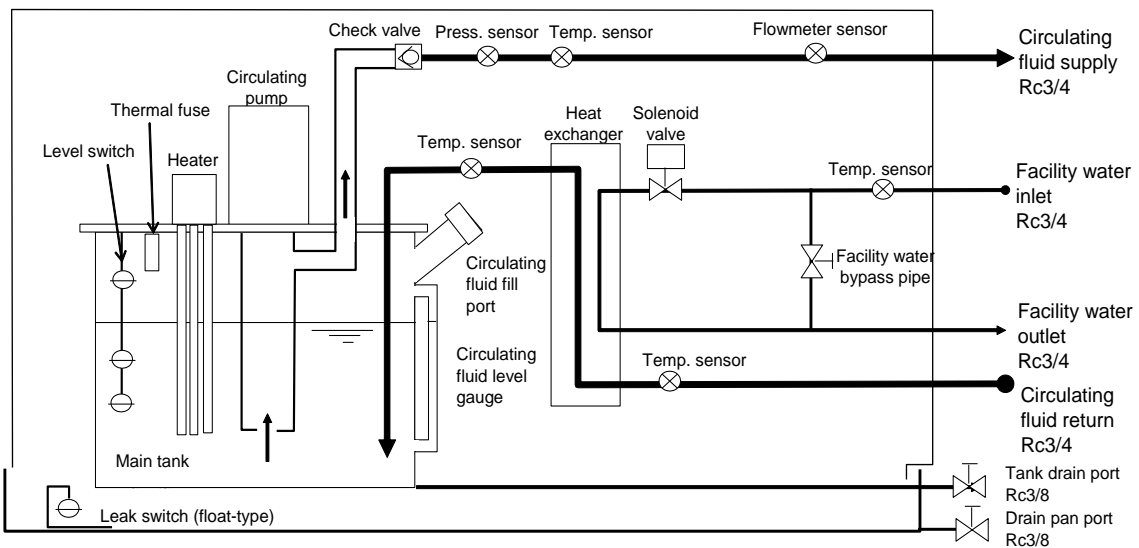 Check valve
Press. sensor
Temp. sensor
Flowmeter sensor
Circulating
fluid supply
Rc3/4
Circulating
pump
Thermal fuse
Level switch
Heater
Temp. sensor
Heat
exchanger
Solenoid
valve
Temp. sensor
Facility water
inlet
Rc3/4
Circulating
fluid fill
port
Facility water
bypass pipe
Facility water
outlet
Rc3/4
Circulating
fluid level
gauge
Temp. sensor
Circulating
fluid return
Rc3/4
Main tank
Tank drain port
Rc3/8
Leak switch (float-type)
Drain pan port
Rc3/8